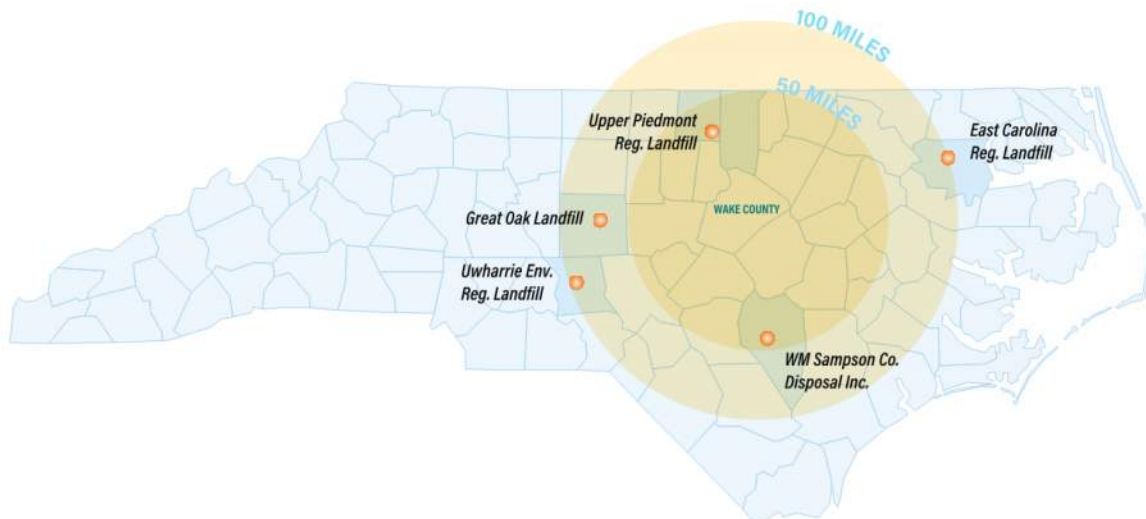 100 MILES
50 MILES
Upper Piedmont
Reg. Landfill
East Carolina
Reg. Landfill
Great Oak Landfill
WAKE COUNTY
Uwharrie Env.
Reg. Landfill
WM Sampson Co.
Disposal Inc.